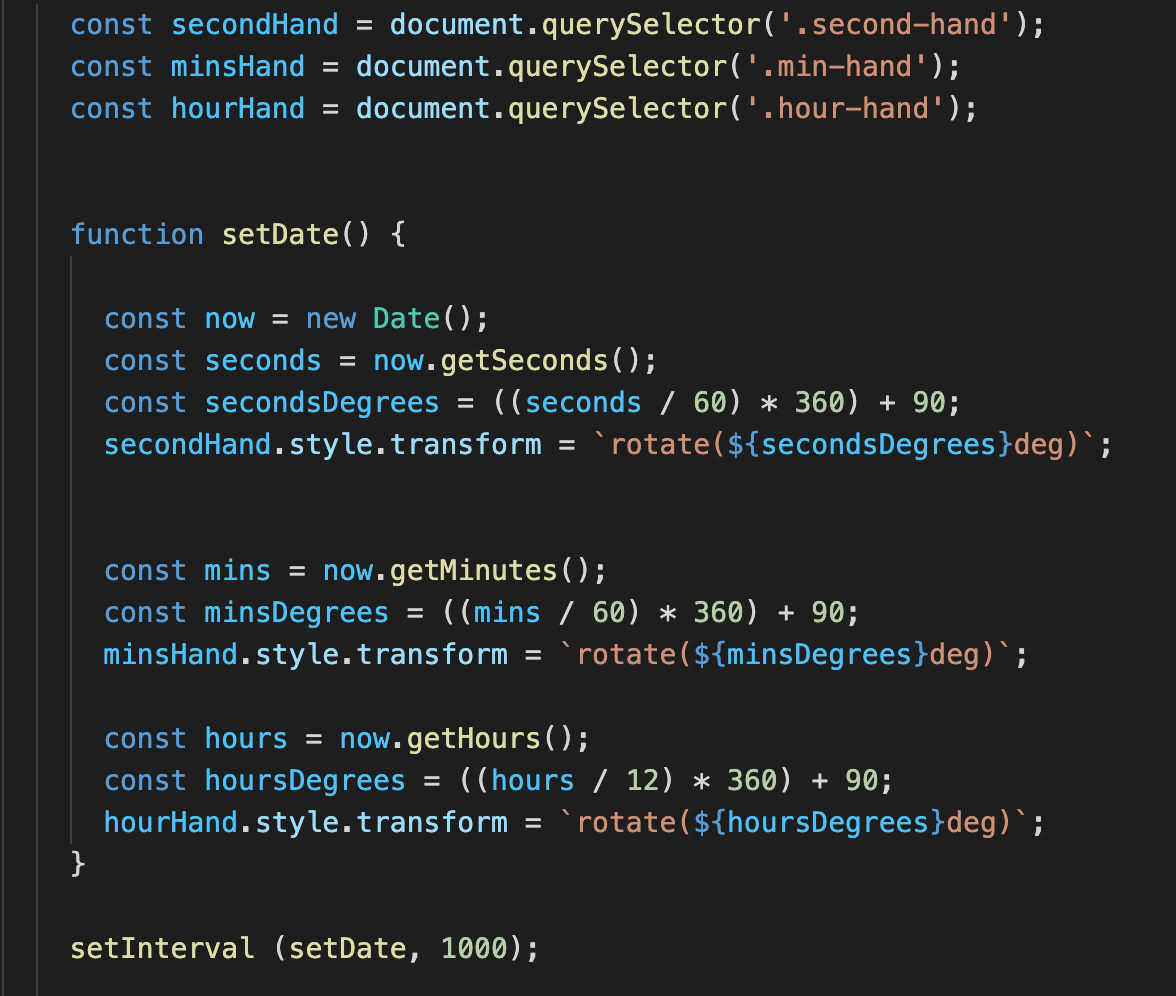 const secondHand = document.querySelector('.second-hand');
const minsHand = document.querySelector('.min-hand');
const hourHand = document.querySelector('.hour-hand');
function setDate() {
const now = new Date();
const seconds = now.getSeconds();
const secondsDegrees = ((seconds / 60) * 360) + 90;
secondHand.style.transform = `rotate(${secondsDegrees}deg)`;
const mins = now.getMinutes();
const minsDegrees = ((mins / 60) * 360) + 90;
minsHand.style.transform = `rotate(${minsDegrees}deg)`;
const hours = now.getHours();
const hoursDegrees = ((hours / 12) * 360) + 90;
hourHand.style.transform = `rotate(${hoursDegrees}deg)`;
}
setInterval (setDate, 1000);